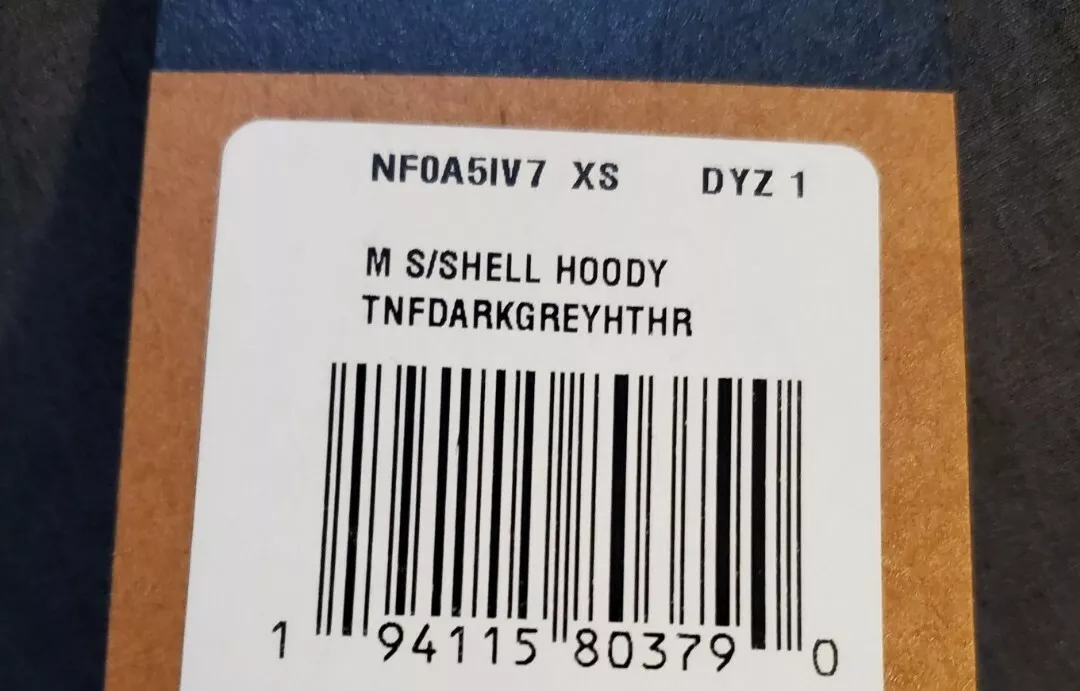 NF0A5IV7 XS DYZ 1
M S/SHELL HOODY
TNFDARKGREYHTHR
1 94115 80379 0